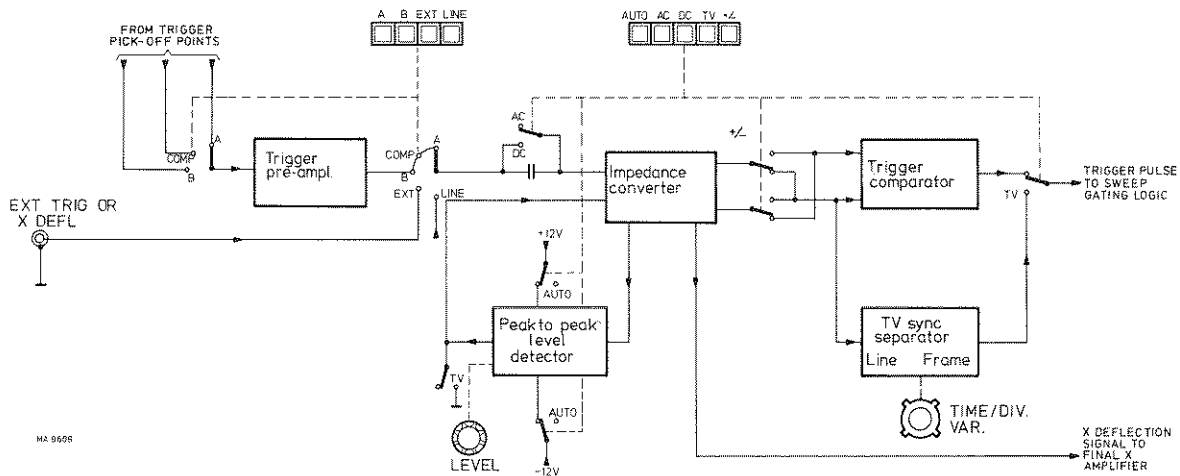 A B EXT LINE
AUTO AC DC TV +/-
FROM TRIGGER
PICK-OFF POINTS
A
COMP
B
Trigger
pre-ampl.
A
COMP
B
EXT
LINE
AC
DC
Impedance
converter
+/-
Trigger
comparator
TV
TRIGGER PULSE
TO SWEEP
GATING LOGIC
EXT TRIG OR
X DEFL
+12V
AUTO
Peak to peak
level
detector
TV
AUTO
-12V
LEVEL
TV sync
separator
Line Frame
TIME/DIV.
VAR.
X DEFLECTION
SIGNAL TO
FINAL X
AMPLIFIER
MA 9606